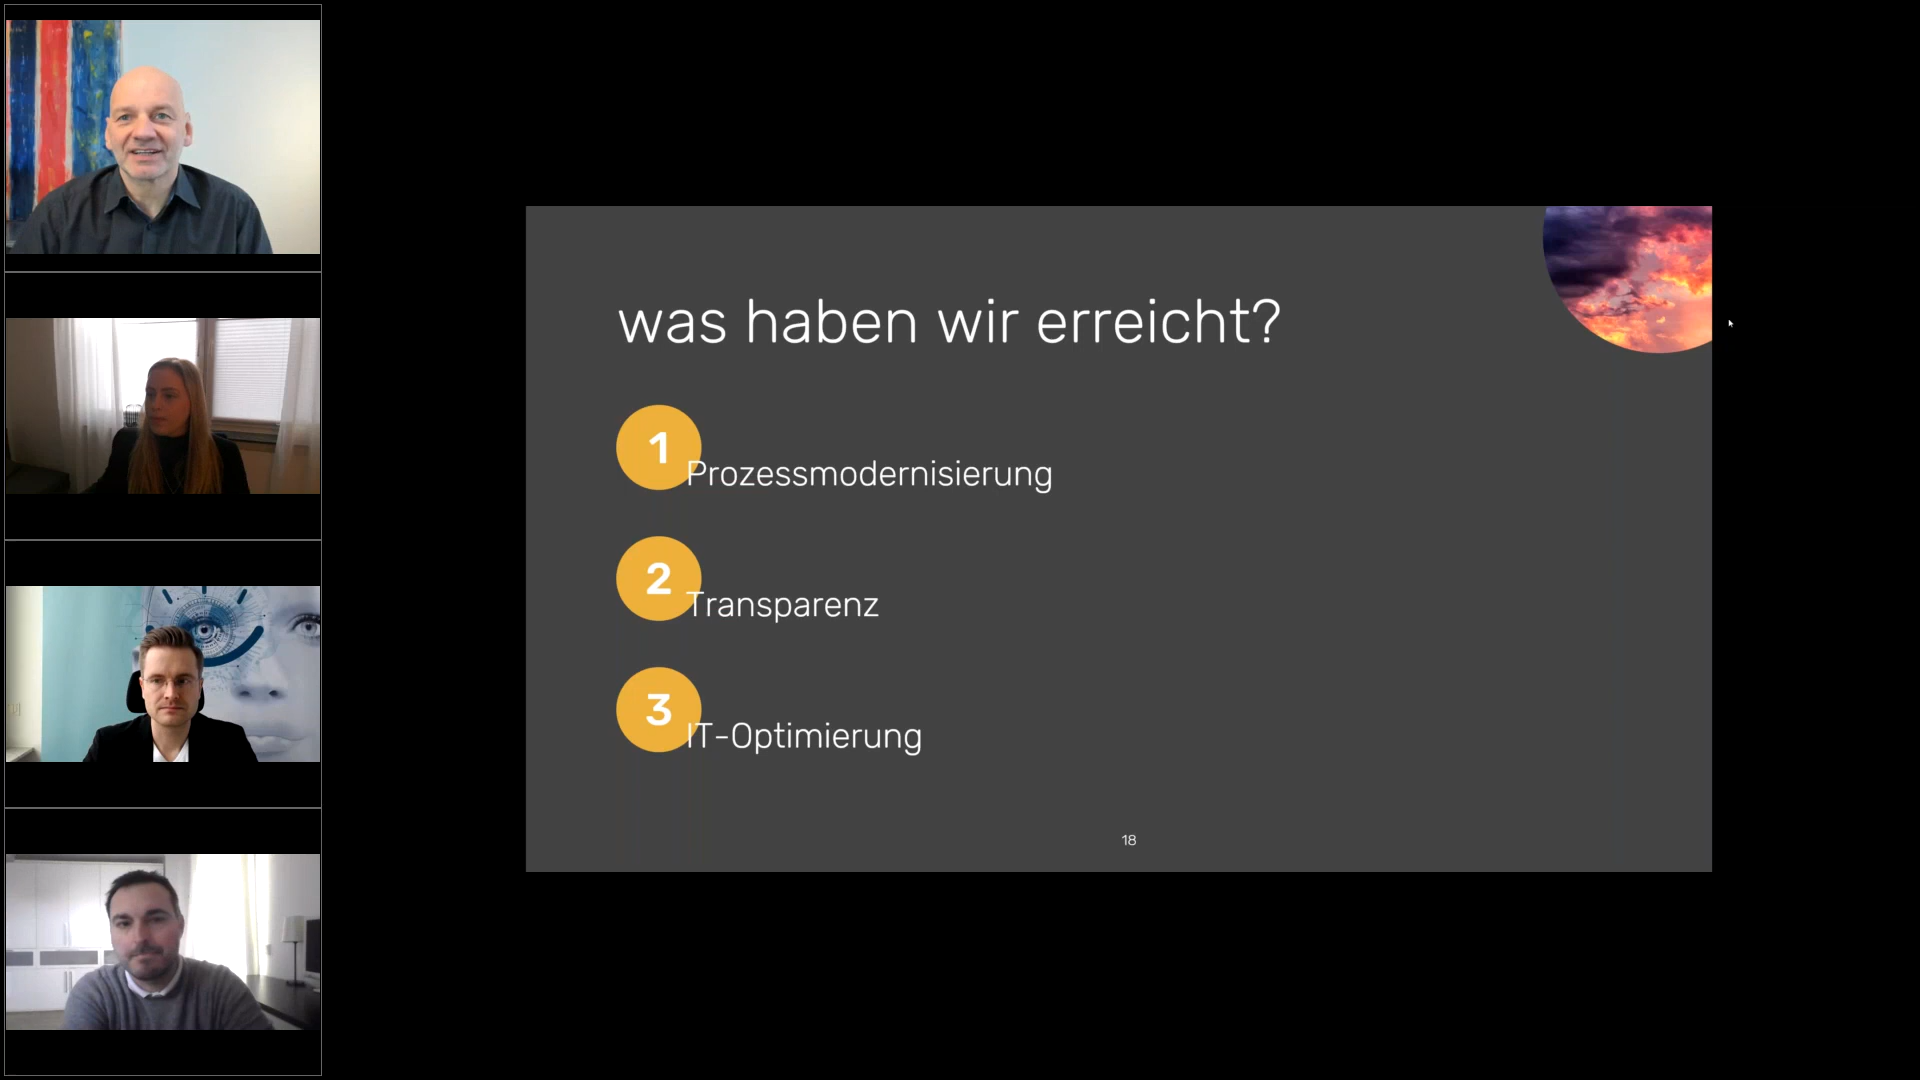 was haben wir erreicht?
1
Prozessmodernisierung
2
Transparenz
3
IT-Optimierung
18